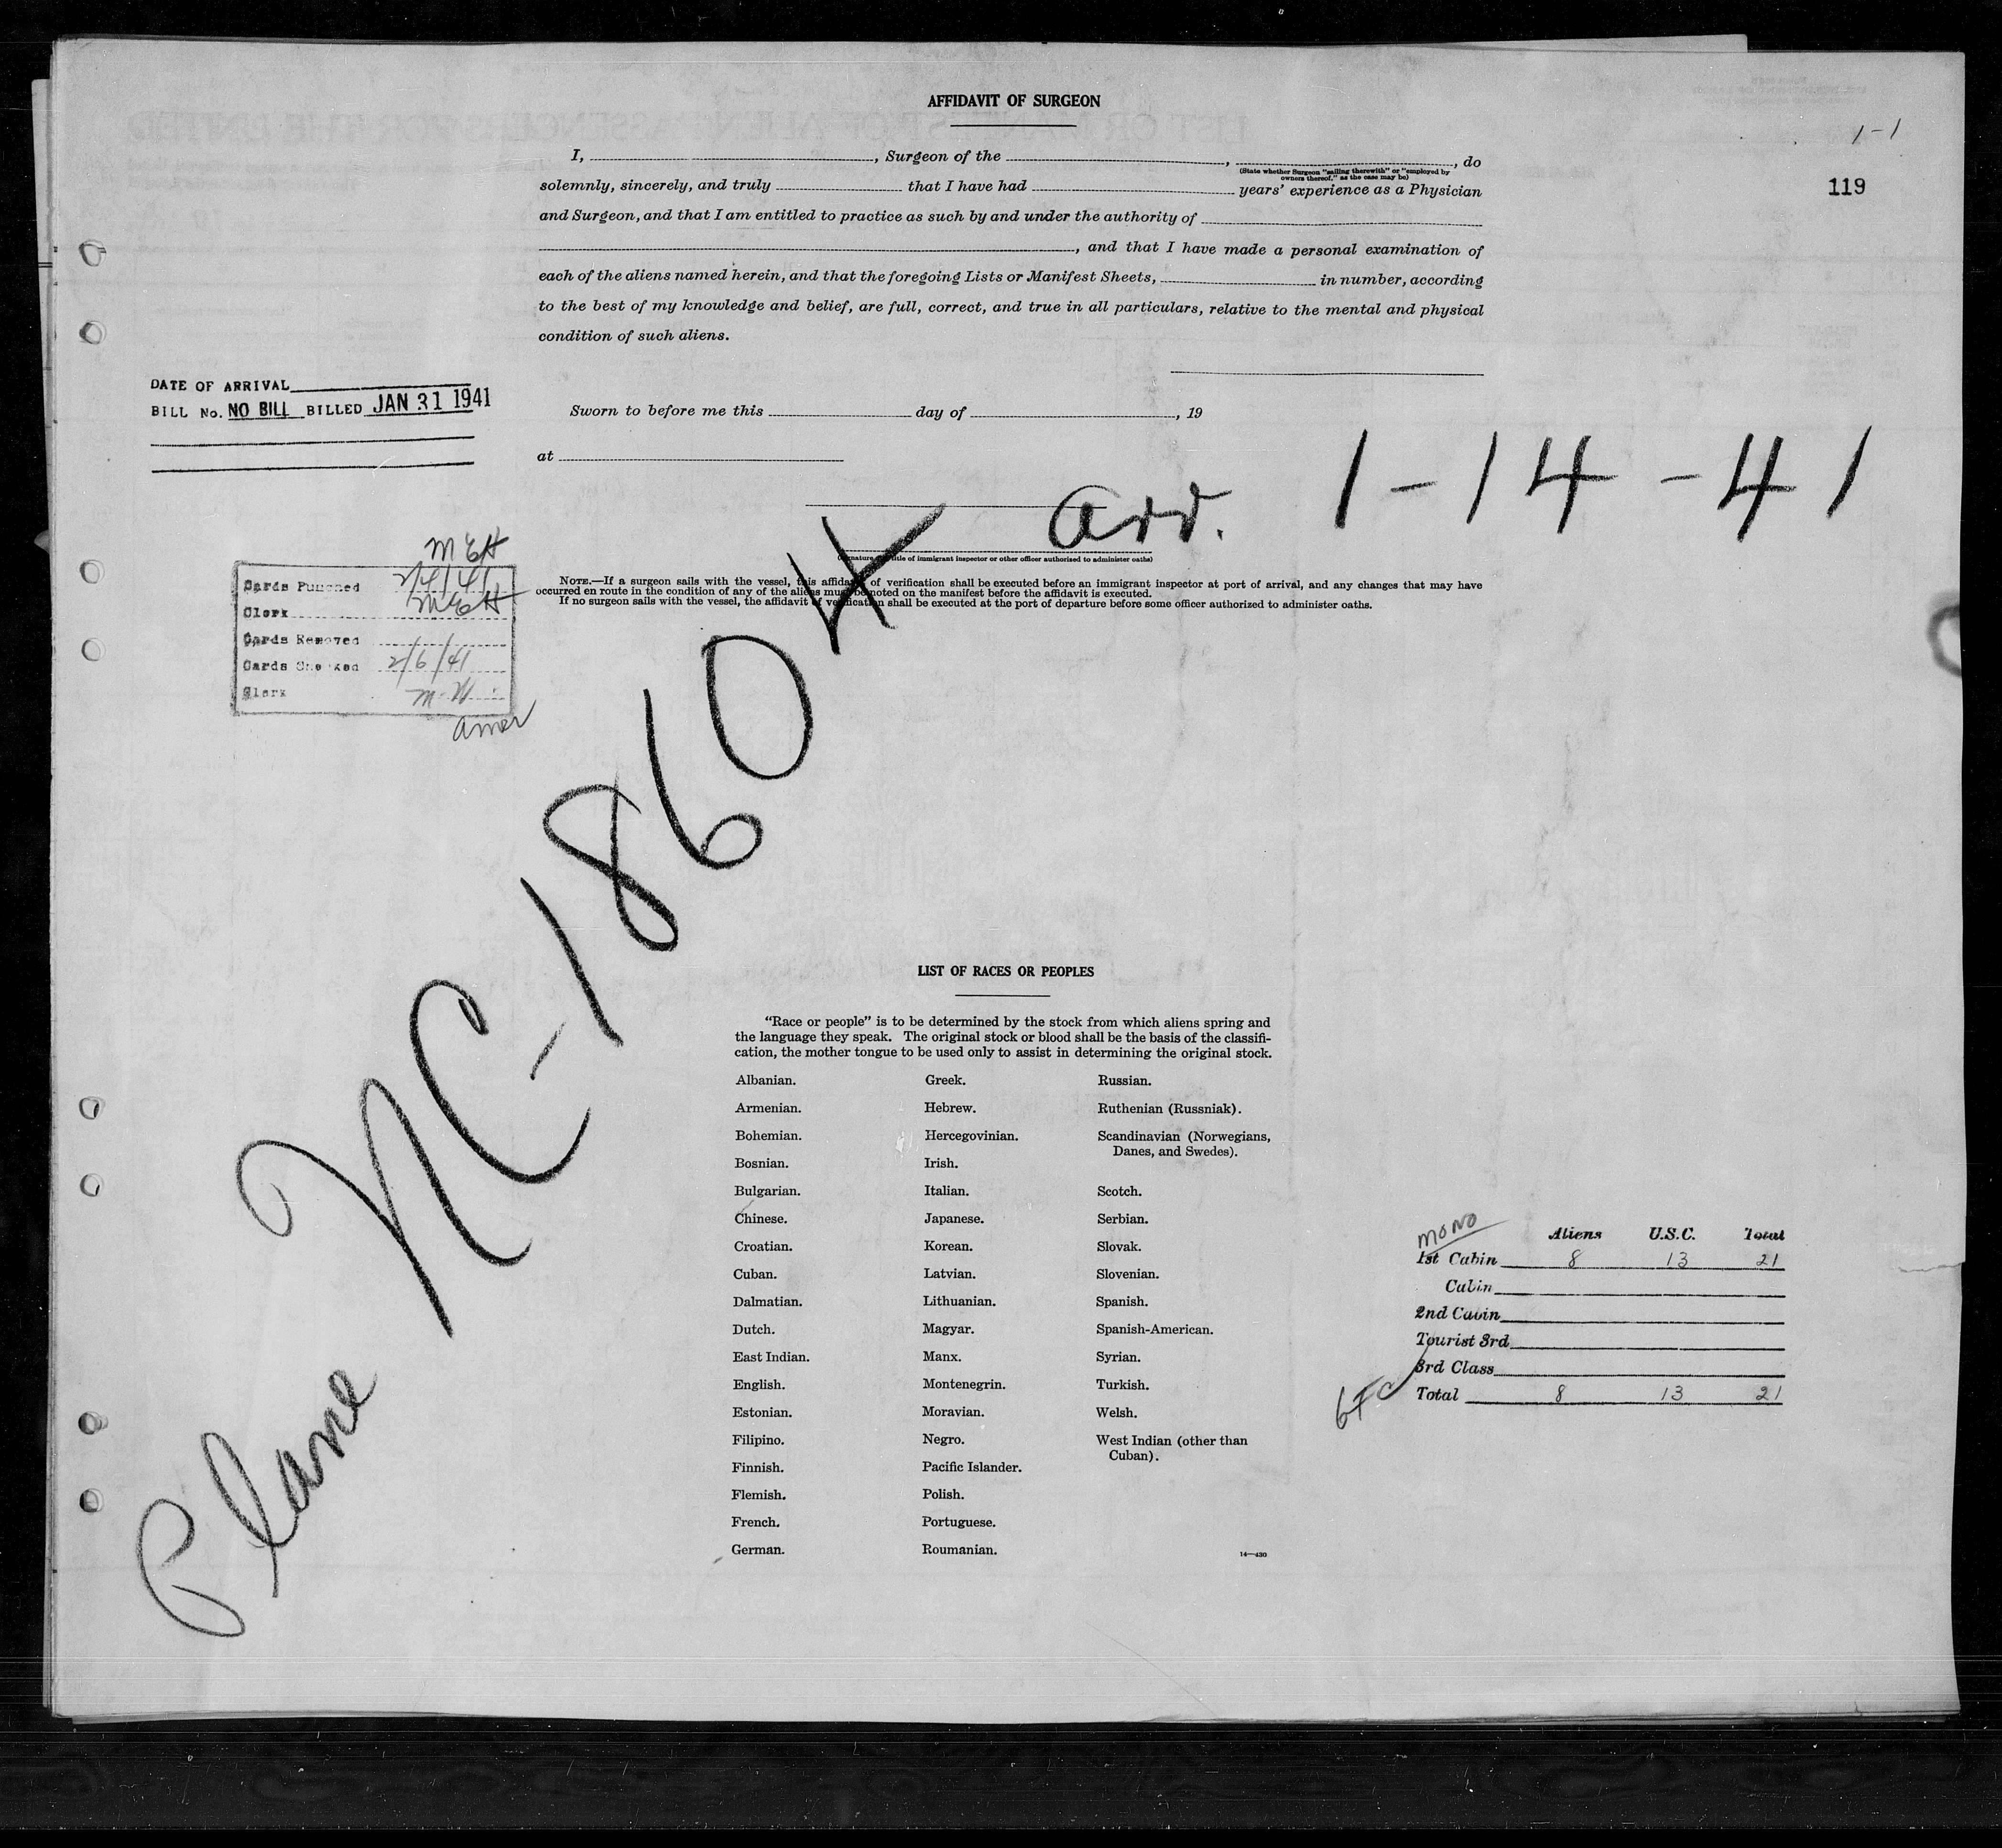 AFFIDAVIT OF SURGEON
1-1
119
I, , Surgeon of the , , do
(State whether Surgeon "sailing therewith" or "employed by
owners thereof," as the case may be)
solemnly, sincerely, and truly that I have had years' experience as a Physician
and Surgeon, and that I am entitled to practice as such by and under the authority of
, and that I have made a personal examination of
each of the aliens named herein, and that the foregoing Lists or Manifest Sheets, in number, according
to the best of my knowledge and belief, are full, correct, and true in all particulars, relative to the mental and physical
condition of such aliens.
DATE OF ARRIVAL
BILL No. NO BILL BILLED JAN 31 1941
Sworn to before me this day of , 19
at
arr. 1-14-41
title of immigrant inspector or other officer authorized to administer oaths)
NOTE.—If a surgeon sails with the vessel, this affidavit of verification shall be executed before an immigrant inspector at port of arrival, and any changes that may have
occurred en route in the condition of any of the aliens must be noted on the manifest before the affidavit is executed.
If no surgeon sails with the vessel, the affidavit of verification shall be executed at the port of departure before some officer authorized to administer oaths.
MEH
Cards Punched 2/4/41
Clerk MEH
Cards Removed
Cards Checked 2/6/41
Clerk
Plane NC-18604
LIST OF RACES OR PEOPLES
"Race or people" is to be determined by the stock from which aliens spring and
the language they speak. The original stock or blood shall be the basis of the classifi-
cation, the mother tongue to be used only to assist in determining the original stock.
Albanian. Greek. Russian.
Armenian. Hebrew. Ruthenian (Russniak).
Bohemian. Hercegovinian. Scandinavian (Norwegians,
Danes, and Swedes).
Bosnian. Irish.
Bulgarian. Italian. Scotch.
Chinese. Japanese. Serbian.
Croatian. Korean. Slovak.
Cuban. Latvian. Slovenian.
Dalmatian. Lithuanian. Spanish.
Dutch. Magyar. Spanish-American.
East Indian. Manx. Syrian.
English. Montenegrin. Turkish.
Estonian. Moravian. Welsh.
Filipino. Negro. West Indian (other than
Cuban).
Finnish. Pacific Islander.
Flemish. Polish.
French. Portuguese.
German. Roumanian.
14—430
mono
Aliens U.S.C. Total
1st Cabin 8 13 21
Cabin
2nd Cabin
Tourist 3rd
3rd Class
Total 8 13 21